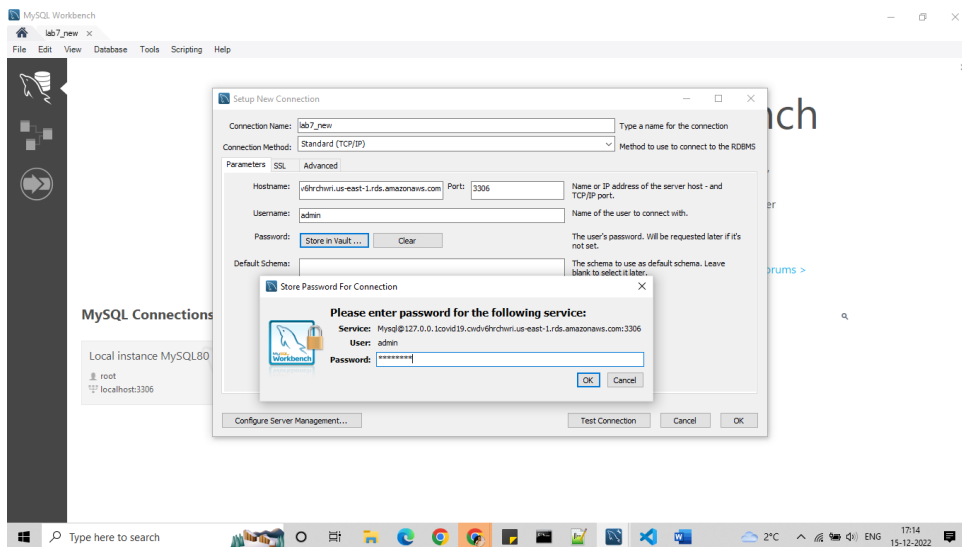 MySQL Workbench
lab7_new
File Edit View Database Tools Scripting Help
Setup New Connection
nch
Connection Name: lab7_new Type a name for the connection
Connection Method: Standard (TCP/IP) Method to use to connect to the RDBMS
Parameters SSL Advanced
Hostname: v6hrchwri.us-east-1.rds.amazonaws.com Port: 3306 Name or IP address of the server host - and
TCP/IP port.
er
Username: admin Name of the user to connect with.
Password: Store in Vault ... Clear The user's password. Will be requested later if it's
not set.
Default Schema: The schema to use as default schema. Leave
blank to select it later.
orums >
Store Password For Connection
Please enter password for the following service:
Service: Mysql@127.0.0.1covid19.cwdv6hrchwri.us-east-1.rds.amazonaws.com:3306
User: admin
MySQL Workbench
Password: ********
OK Cancel
MySQL Connections
Local instance MySQL80
root
localhost:3306
Configure Server Management... Test Connection Cancel OK
Type here to search
2°C ENG 17:14
15-12-2022